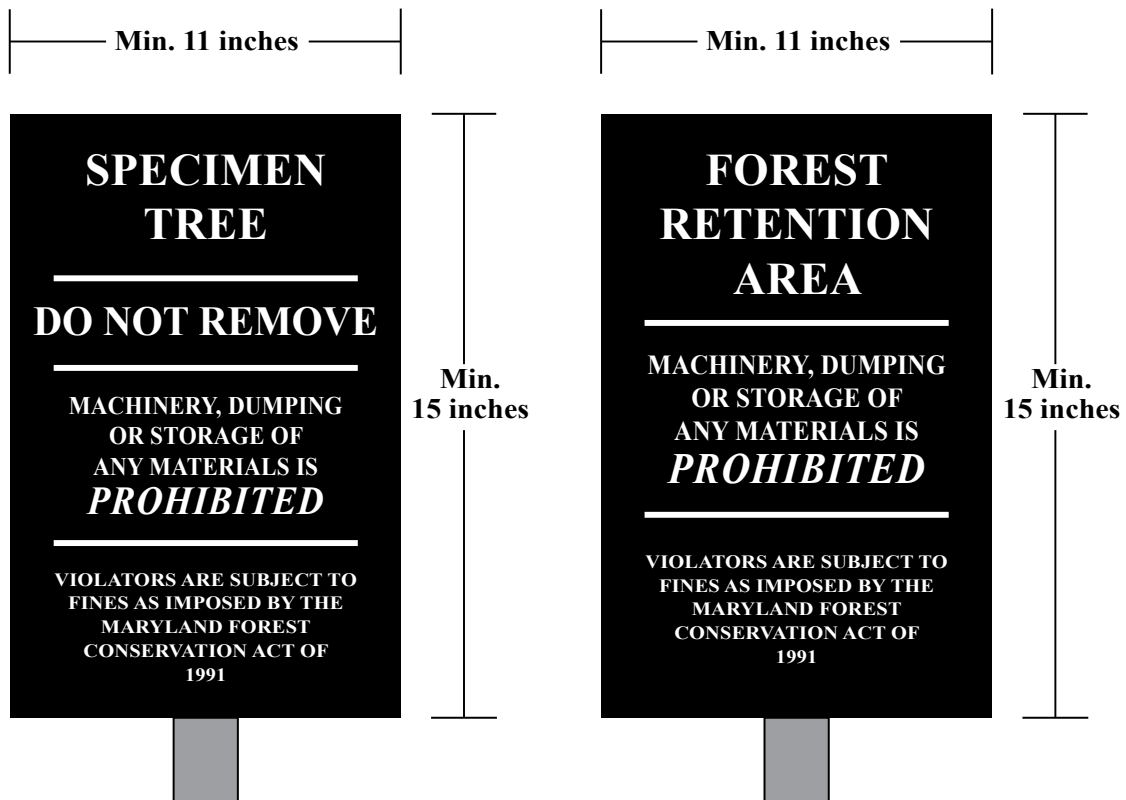 Min. 11 inches
SPECIMEN
TREE
DO NOT REMOVE
MACHINERY, DUMPING
OR STORAGE OF
ANY MATERIALS IS
PROHIBITED
VIOLATORS ARE SUBJECT TO
FINES AS IMPOSED BY THE
MARYLAND FOREST
CONSERVATION ACT OF
1991
Min.
15 inches
Min. 11 inches
FOREST
RETENTION
AREA
MACHINERY, DUMPING
OR STORAGE OF
ANY MATERIALS IS
PROHIBITED
VIOLATORS ARE SUBJECT TO
FINES AS IMPOSED BY THE
MARYLAND FOREST
CONSERVATION ACT OF
1991
Min.
15 inches